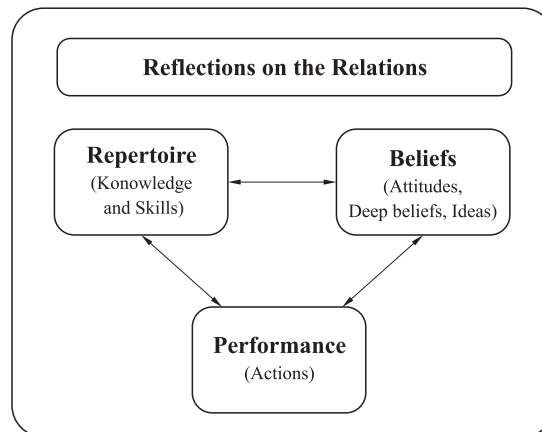 Reflections on the Relations
Repertoire
(Konowledge
and Skills)
Beliefs
(Attitudes,
Deep beliefs, Ideas)
Performance
(Actions)